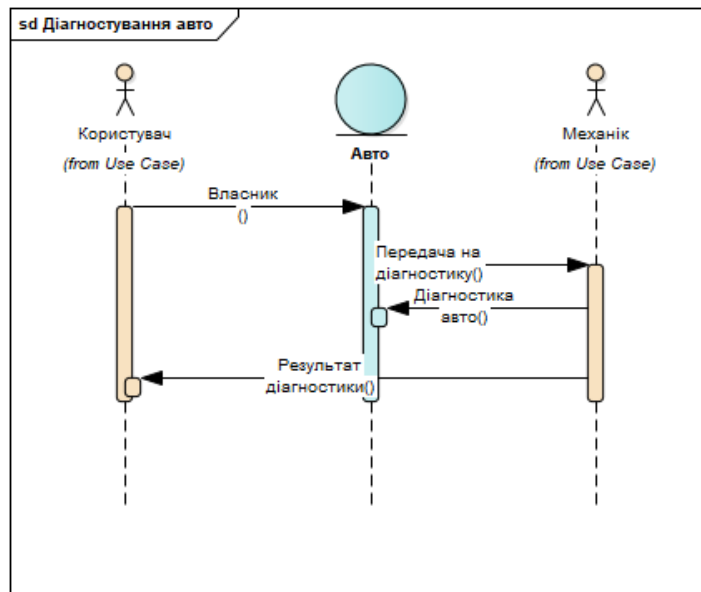 sd Діагностування авто
Користувач
(from Use Case)
Авто
Механік
(from Use Case)
Власник
()
Передача на
діагностику()
Діагностика
авто()
Результат
діагностики()